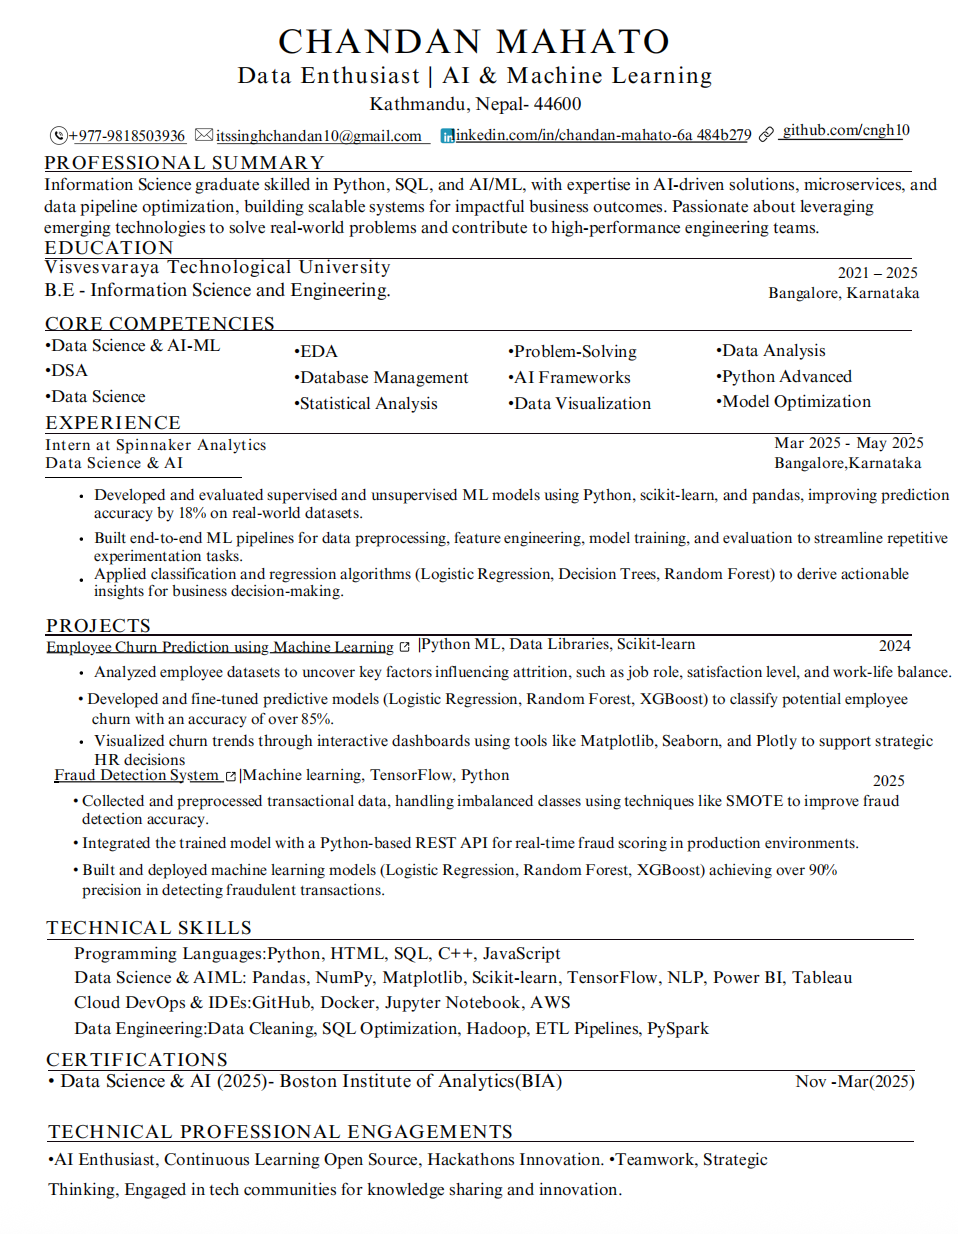 CHANDAN MAHATO
Data Enthusiast | AI & Machine Learning
Kathmandu, Nepal- 44600
+977-9818503936 itssinghchandan10@gmail.com linkedin.com/in/chandan-mahato-6a 484b279 github.com/cngh10
PROFESSIONAL SUMMARY
Information Science graduate skilled in Python, SQL, and AI/ML, with expertise in AI-driven solutions, microservices, and
data pipeline optimization, building scalable systems for impactful business outcomes. Passionate about leveraging
emerging technologies to solve real-world problems and contribute to high-performance engineering teams.
EDUCATION
Visvesvaraya Technological University 2021 – 2025
B.E - Information Science and Engineering. Bangalore, Karnataka
CORE COMPETENCIES
•Data Science & AI-ML •EDA •Problem-Solving •Data Analysis
•DSA •Database Management •AI Frameworks •Python Advanced
•Data Science •Statistical Analysis •Data Visualization •Model Optimization
EXPERIENCE
Intern at Spinnaker Analytics Mar 2025 - May 2025
Data Science & AI Bangalore,Karnataka
• Developed and evaluated supervised and unsupervised ML models using Python, scikit-learn, and pandas, improving prediction
accuracy by 18% on real-world datasets.
• Built end-to-end ML pipelines for data preprocessing, feature engineering, model training, and evaluation to streamline repetitive
experimentation tasks.
• Applied classification and regression algorithms (Logistic Regression, Decision Trees, Random Forest) to derive actionable
insights for business decision-making.
PROJECTS
Employee Churn Prediction using Machine Learning |Python ML, Data Libraries, Scikit-learn 2024
• Analyzed employee datasets to uncover key factors influencing attrition, such as job role, satisfaction level, and work-life balance.
• Developed and fine-tuned predictive models (Logistic Regression, Random Forest, XGBoost) to classify potential employee
churn with an accuracy of over 85%.
• Visualized churn trends through interactive dashboards using tools like Matplotlib, Seaborn, and Plotly to support strategic
HR decisions
Fraud Detection System |Machine learning, TensorFlow, Python 2025
• Collected and preprocessed transactional data, handling imbalanced classes using techniques like SMOTE to improve fraud
detection accuracy.
• Integrated the trained model with a Python-based REST API for real-time fraud scoring in production environments.
• Built and deployed machine learning models (Logistic Regression, Random Forest, XGBoost) achieving over 90%
precision in detecting fraudulent transactions.
TECHNICAL SKILLS
Programming Languages:Python, HTML, SQL, C++, JavaScript
Data Science & AIML: Pandas, NumPy, Matplotlib, Scikit-learn, TensorFlow, NLP, Power BI, Tableau
Cloud DevOps & IDEs:GitHub, Docker, Jupyter Notebook, AWS
Data Engineering:Data Cleaning, SQL Optimization, Hadoop, ETL Pipelines, PySpark
CERTIFICATIONS
• Data Science & AI (2025)- Boston Institute of Analytics(BIA) Nov -Mar(2025)
TECHNICAL PROFESSIONAL ENGAGEMENTS
•AI Enthusiast, Continuous Learning Open Source, Hackathons Innovation. •Teamwork, Strategic
Thinking, Engaged in tech communities for knowledge sharing and innovation.